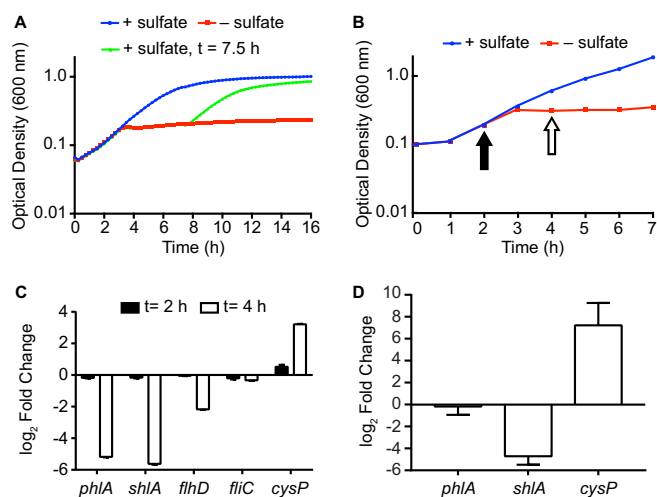 A
+ sulfate – sulfate
+ sulfate, t = 7.5 h
Optical Density (600 nm)
1.0
0.1
0.01
0 2 4 6 8 10 12 14 16
Time (h)
B
+ sulfate – sulfate
Optical Density (600 nm)
1.0
0.1
0.01
0 1 2 3 4 5 6 7
Time (h)
C
t= 2 h t= 4 h
log2 Fold Change
4
2
0
-2
-4
-6
phlA shlA flhD fliC cysP
D
log2 Fold Change
10
8
6
4
2
0
-2
-4
-6
phlA shlA cysP